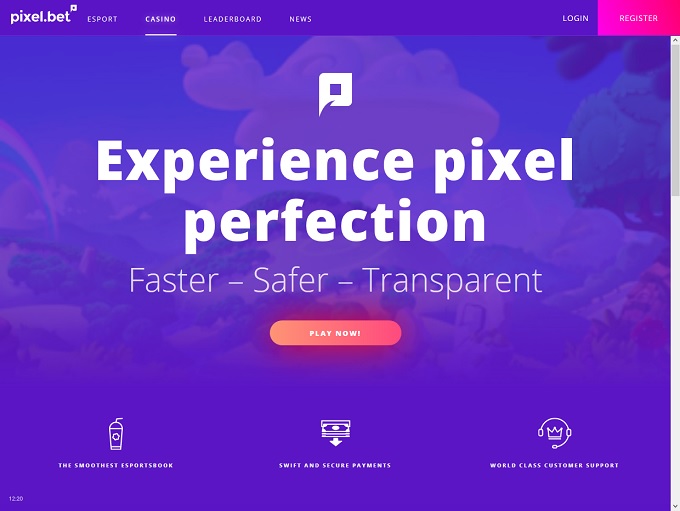 pixel.bet ESPORT CASINO LEADERBOARD NEWS LOGIN REGISTER
Experience pixel
perfection
Faster – Safer – Transparent
PLAY NOW!
THE SMOOTHEST ESPORTSBOOK SWIFT AND SECURE PAYMENTS WORLD CLASS CUSTOMER SUPPORT
12:20